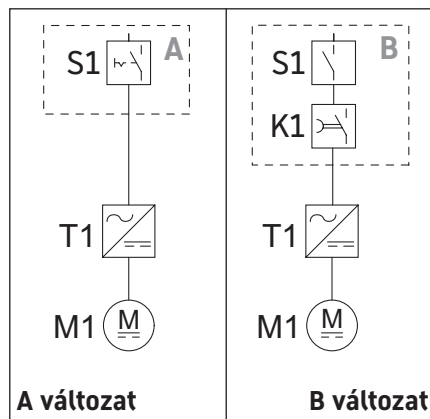 S1 A
T1
M1 M
A változat
S1 B
K1
T1
M1 M
B változat